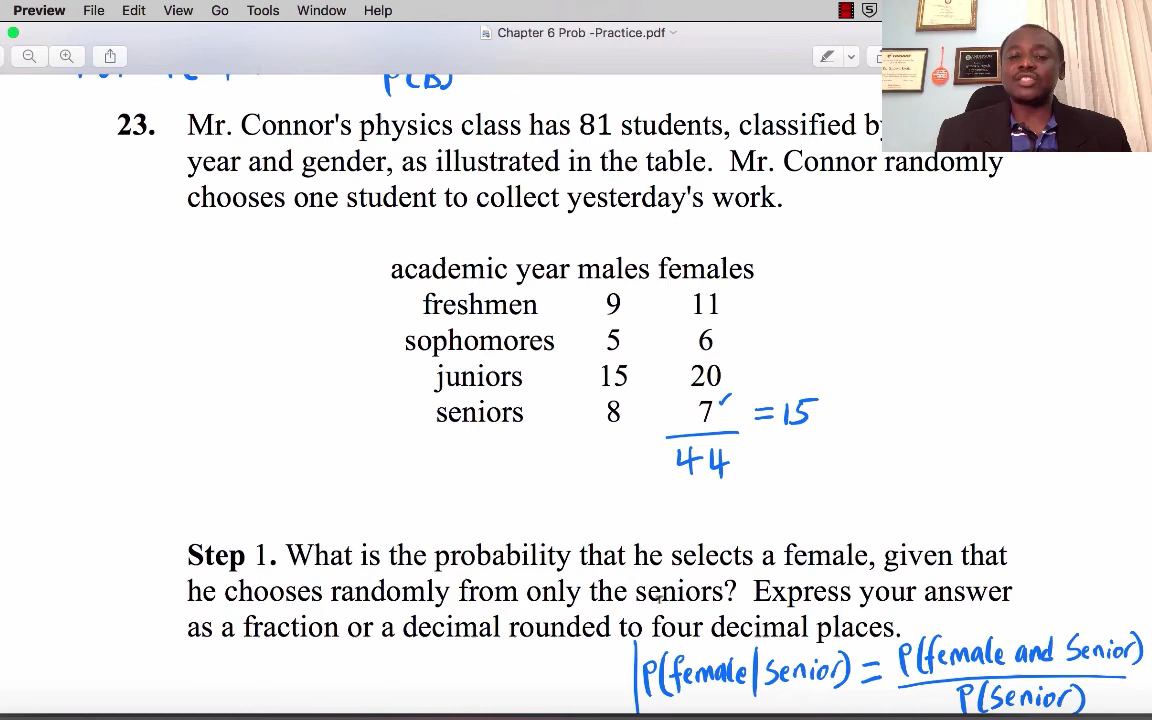 Preview File Edit View Go Tools Window Help
Chapter 6 Prob -Practice.pdf
P(B)
23. Mr. Connor's physics class has 81 students, classified by
year and gender, as illustrated in the table. Mr. Connor randomly
chooses one student to collect yesterday's work.
academic year males females
freshmen 9 11
sophomores 5 6
juniors 15 20
seniors 8 7 ✓ = 15
44
Step 1. What is the probability that he selects a female, given that
he chooses randomly from only the seniors? Express your answer
as a fraction or a decimal rounded to four decimal places.
P(female | Senior) = P(female and Senior)
P(Senior)